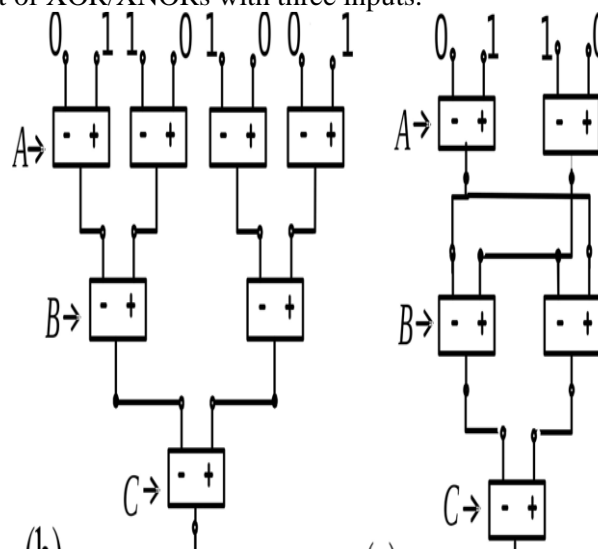 of XOR/XNORs with three inputs.
0 1 1 0 1 0 0 1
0 1 1 0
A→ - + - + - + - +
A→ - + - +
B→ - + - +
B→ - + - +
C→ - +
C→ - +